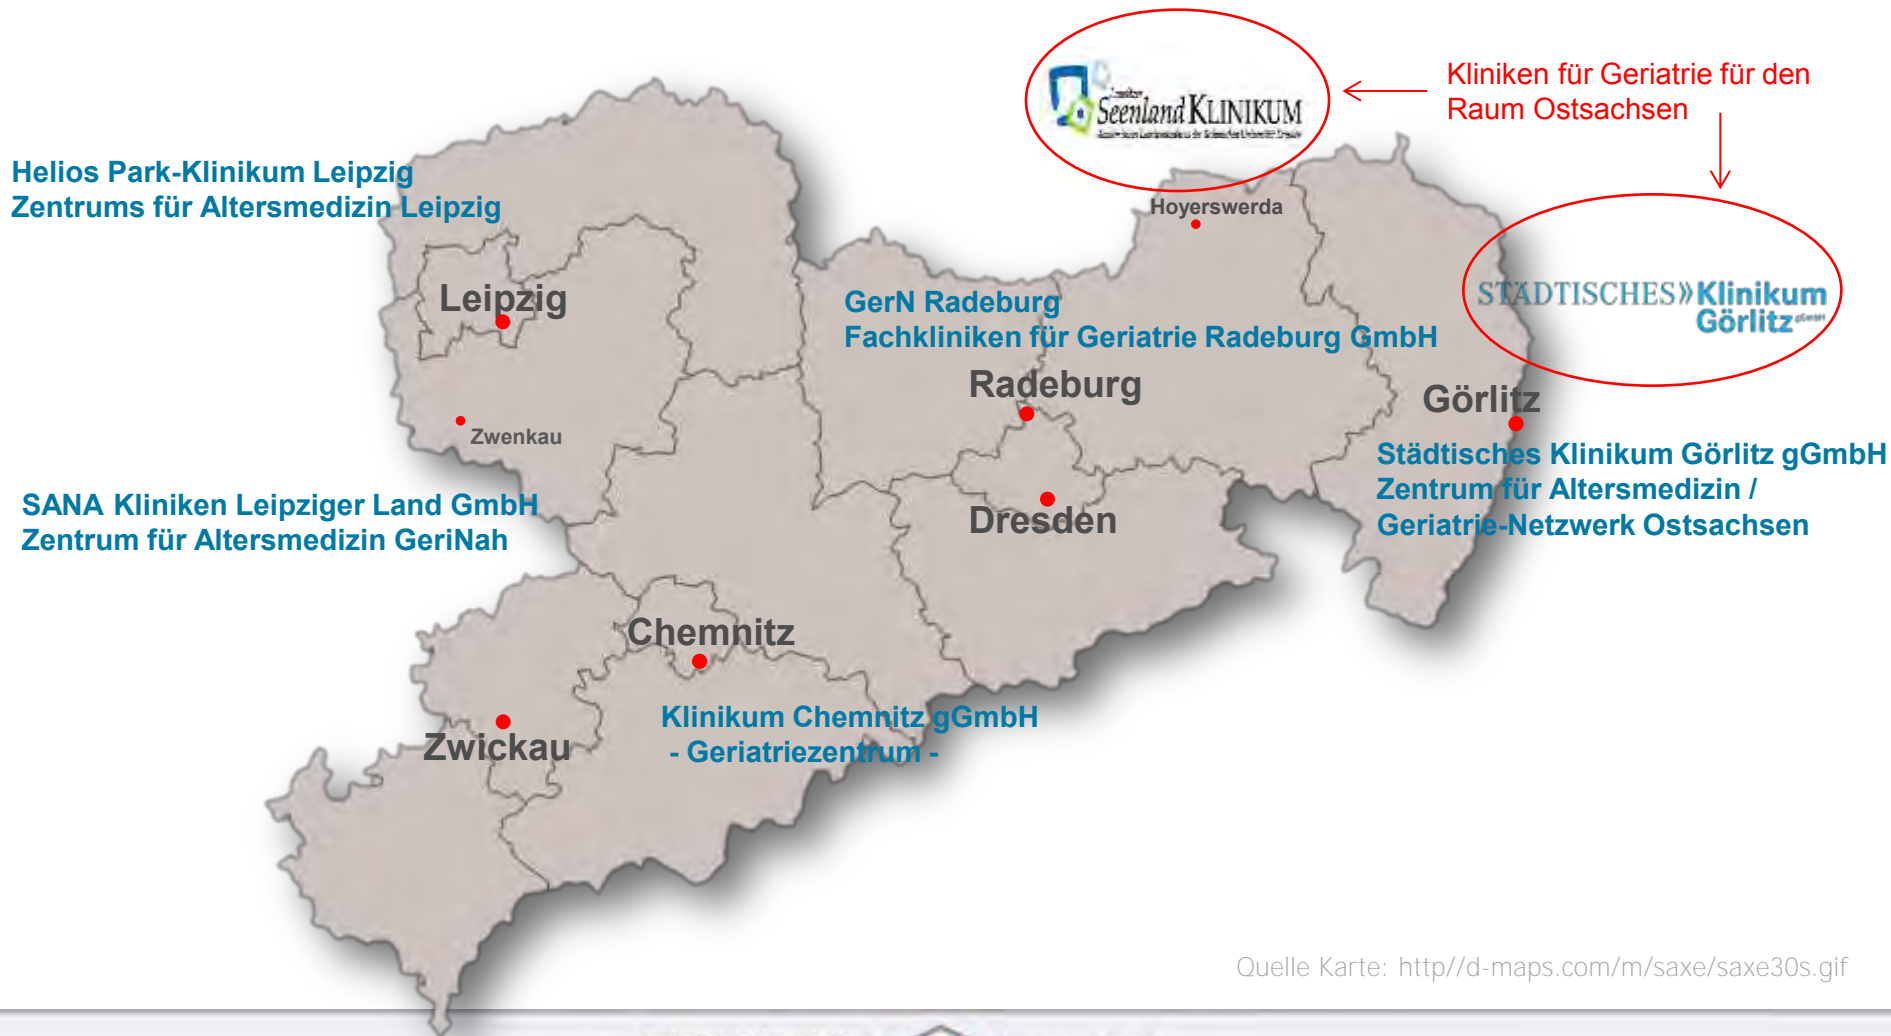 Seenland KLINIKUM
Kliniken für Geriatrie für den
Raum Ostsachsen
Helios Park-Klinikum Leipzig
Zentrums für Altersmedizin Leipzig
Hoyerswerda
STÄDTISCHES»Klinikum
Görlitz
Leipzig
GerN Radeburg
Fachkliniken für Geriatrie Radeburg GmbH
Radeburg
Görlitz
Zwenkau
Städtisches Klinikum Görlitz gGmbH
Zentrum für Altersmedizin /
Geriatrie-Netzwerk Ostsachsen
SANA Kliniken Leipziger Land GmbH
Zentrum für Altersmedizin GeriNah
Dresden
Chemnitz
Klinikum Chemnitz gGmbH
- Geriatriezentrum -
Zwickau
Quelle Karte: http//d-maps.com/m/saxe/saxe30s.gif